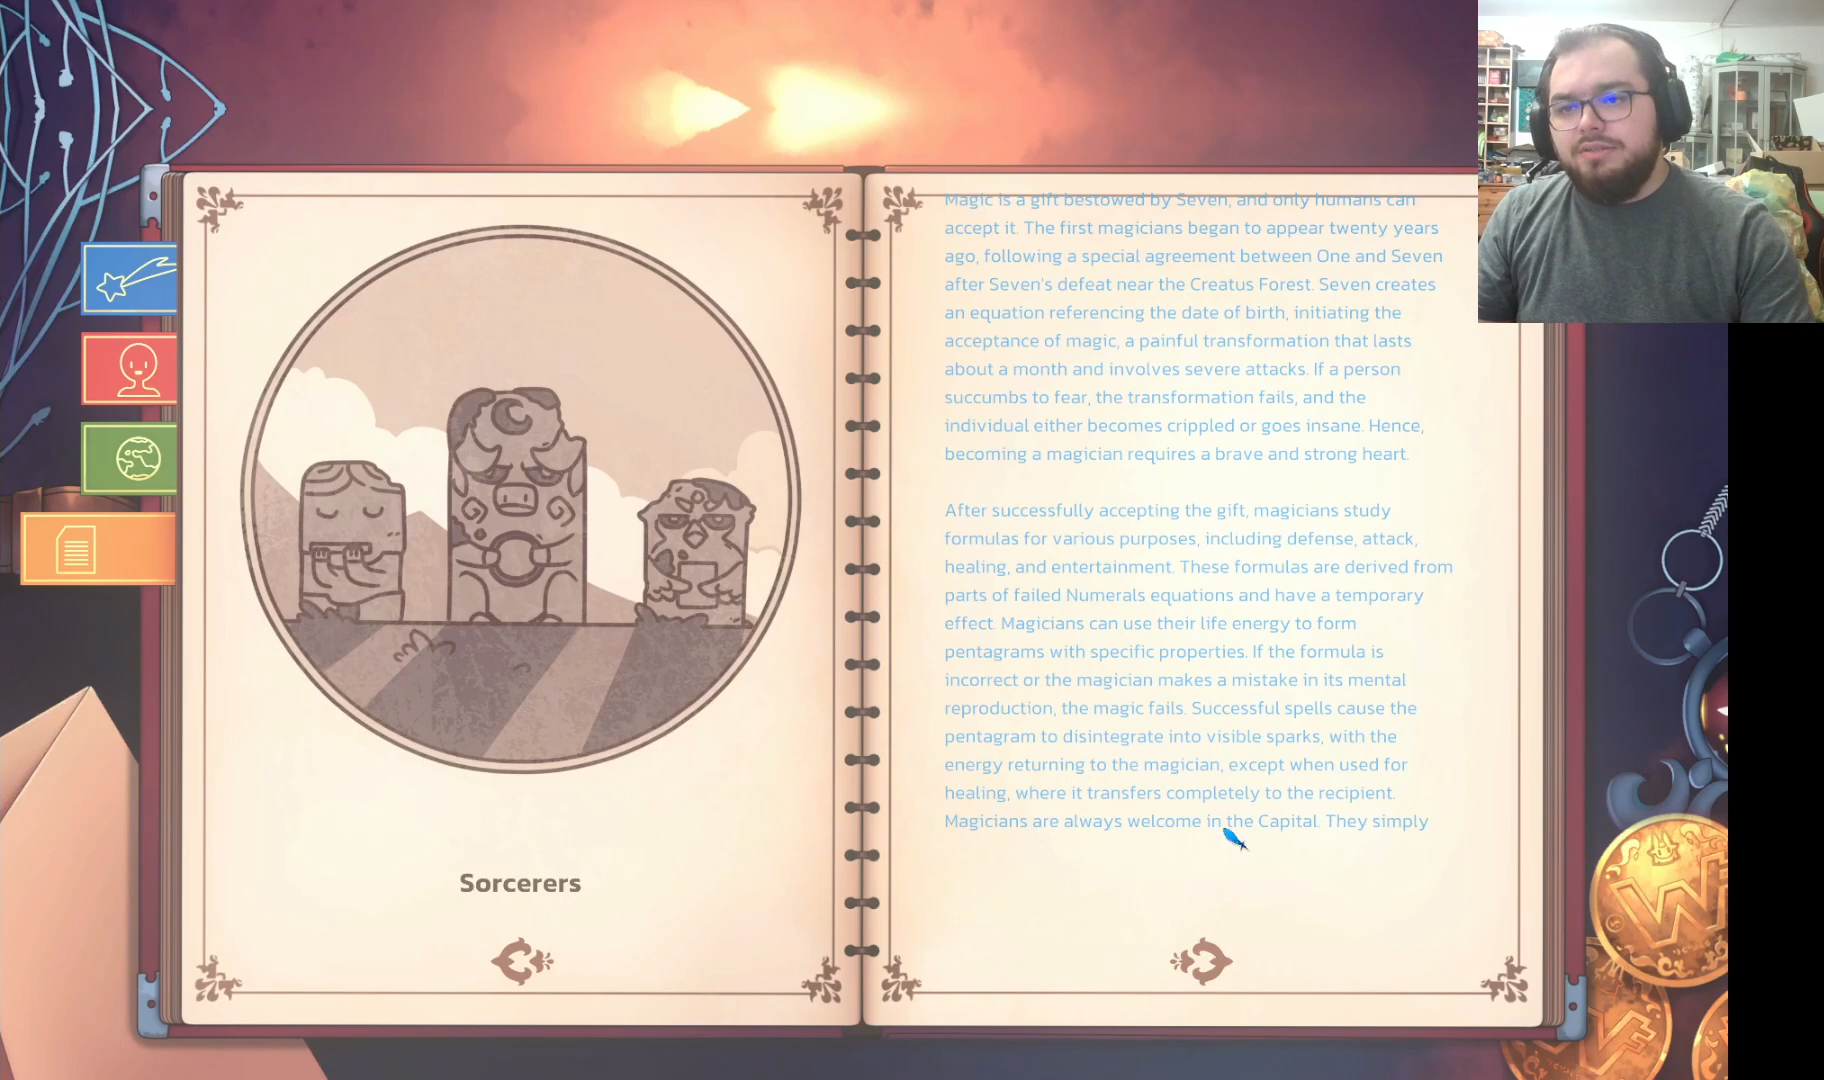 Magic is a gift bestowed by Seven, and only humans can
accept it. The first magicians began to appear twenty years
ago, following a special agreement between One and Seven
after Seven's defeat near the Creatus Forest. Seven creates
an equation referencing the date of birth, initiating the
acceptance of magic, a painful transformation that lasts
about a month and involves severe attacks. If a person
succumbs to fear, the transformation fails, and the
individual either becomes crippled or goes insane. Hence,
becoming a magician requires a brave and strong heart.
After successfully accepting the gift, magicians study
formulas for various purposes, including defense, attack,
healing, and entertainment. These formulas are derived from
parts of failed Numerals equations and have a temporary
effect. Magicians can use their life energy to form
pentagrams with specific properties. If the formula is
incorrect or the magician makes a mistake in its mental
reproduction, the magic fails. Successful spells cause the
pentagram to disintegrate into visible sparks, with the
energy returning to the magician, except when used for
healing, where it transfers completely to the recipient.
Magicians are always welcome in the Capital. They simply
Sorcerers